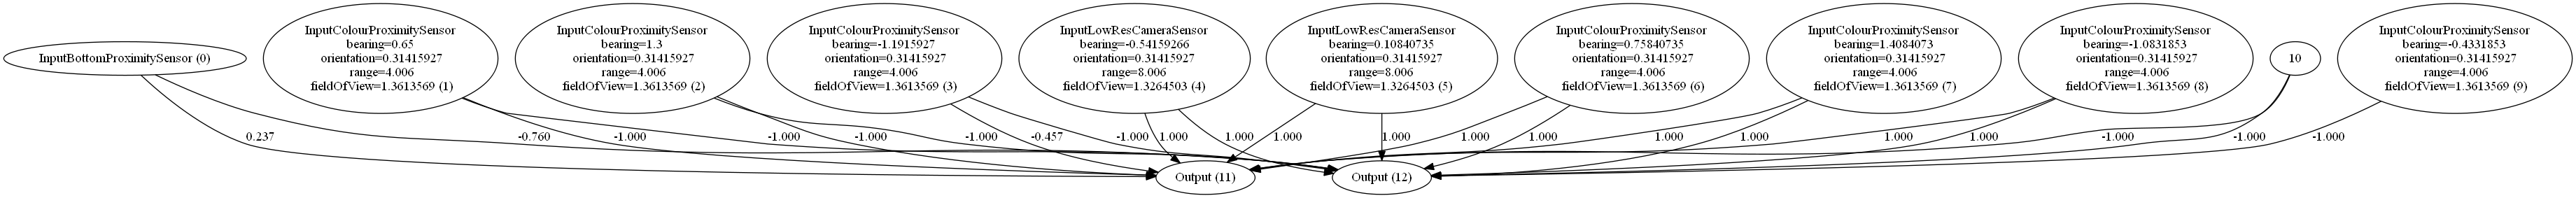 InputBottomProximitySensor (0)
InputColourProximitySensor
bearing=0.65
orientation=0.31415927
range=4.006
fieldOfView=1.3613569 (1)
InputColourProximitySensor
bearing=1.3
orientation=0.31415927
range=4.006
fieldOfView=1.3613569 (2)
InputColourProximitySensor
bearing=-1.1915927
orientation=0.31415927
range=4.006
fieldOfView=1.3613569 (3)
InputLowResCameraSensor
bearing=-0.54159266
orientation=0.31415927
range=8.006
fieldOfView=1.3264503 (4)
InputLowResCameraSensor
bearing=0.10840735
orientation=0.31415927
range=8.006
fieldOfView=1.3264503 (5)
InputColourProximitySensor
bearing=0.75840735
orientation=0.31415927
range=4.006
fieldOfView=1.3613569 (6)
InputColourProximitySensor
bearing=1.4084073
orientation=0.31415927
range=4.006
fieldOfView=1.3613569 (7)
InputColourProximitySensor
bearing=-1.0831853
orientation=0.31415927
range=4.006
fieldOfView=1.3613569 (8)
10
InputColourProximitySensor
bearing=-0.4331853
orientation=0.31415927
range=4.006
fieldOfView=1.3613569 (9)
0.237
-0.760
-1.000
-1.000
-1.000
-1.000
-0.457
-1.000
1.000
1.000
1.000
1.000
1.000
1.000
1.000
1.000
1.000
1.000
-1.000
-1.000
-1.000
Output (11)
Output (12)